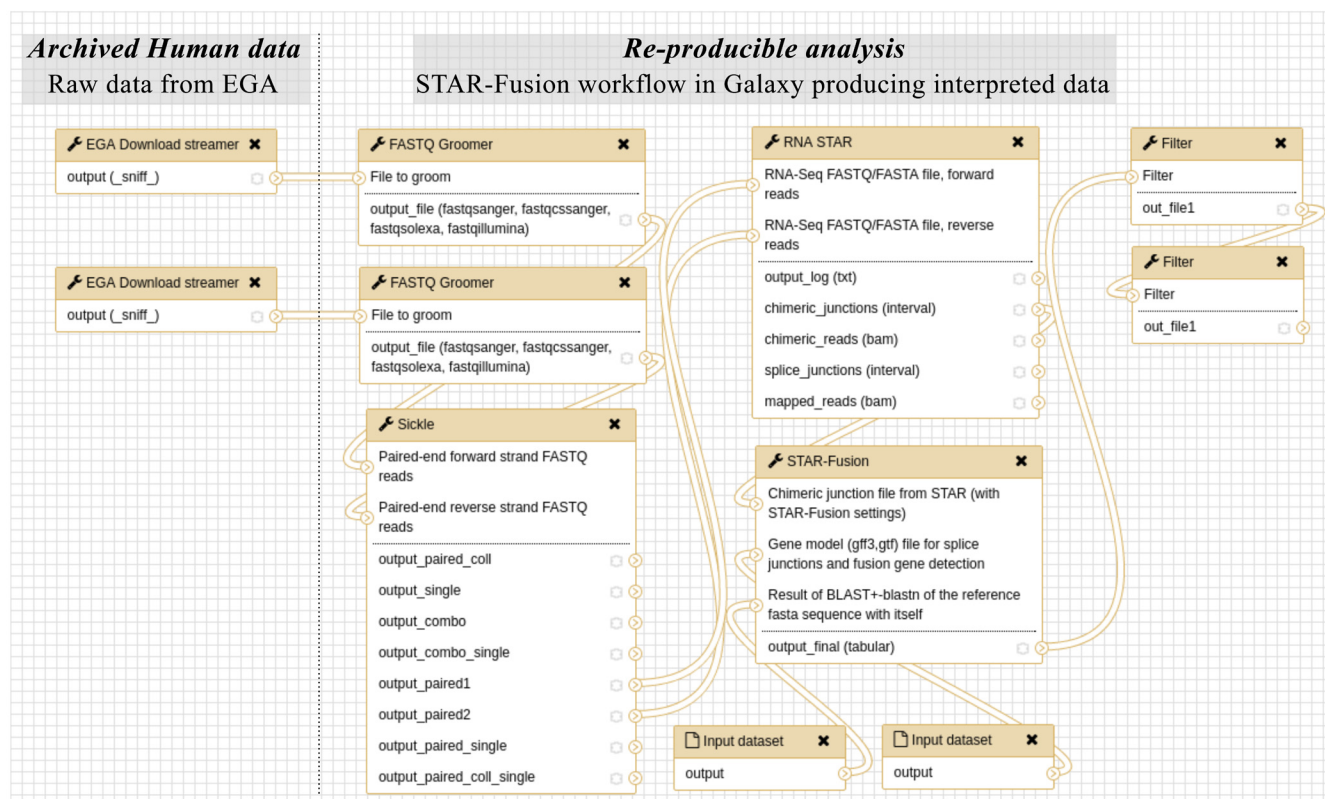 Archived Human data
Raw data from EGA
Re-producible analysis
STAR-Fusion workflow in Galaxy producing interpreted data
EGA Download streamer
output (_sniff_)
EGA Download streamer
output (_sniff_)
FASTQ Groomer
File to groom
output_file (fastqsanger, fastqcssanger,
fastqsolexa, fastqillumina)
FASTQ Groomer
File to groom
output_file (fastqsanger, fastqcssanger,
fastqsolexa, fastqillumina)
Sickle
Paired-end forward strand FASTQ
reads
Paired-end reverse strand FASTQ
reads
output_paired_coll
output_single
output_combo
output_combo_single
output_paired1
output_paired2
output_paired_single
output_paired_coll_single
RNA STAR
RNA-Seq FASTQ/FASTA file, forward
reads
RNA-Seq FASTQ/FASTA file, reverse
reads
output_log (txt)
chimeric_junctions (interval)
chimeric_reads (bam)
splice_junctions (interval)
mapped_reads (bam)
STAR-Fusion
Chimeric junction file from STAR (with
STAR-Fusion settings)
Gene model (gff3,gtf) file for splice
junctions and fusion gene detection
Result of BLAST+-blastn of the reference
fasta sequence with itself
output_final (tabular)
Input dataset
output
Input dataset
output
Filter
Filter
out_file1
Filter
Filter
out_file1